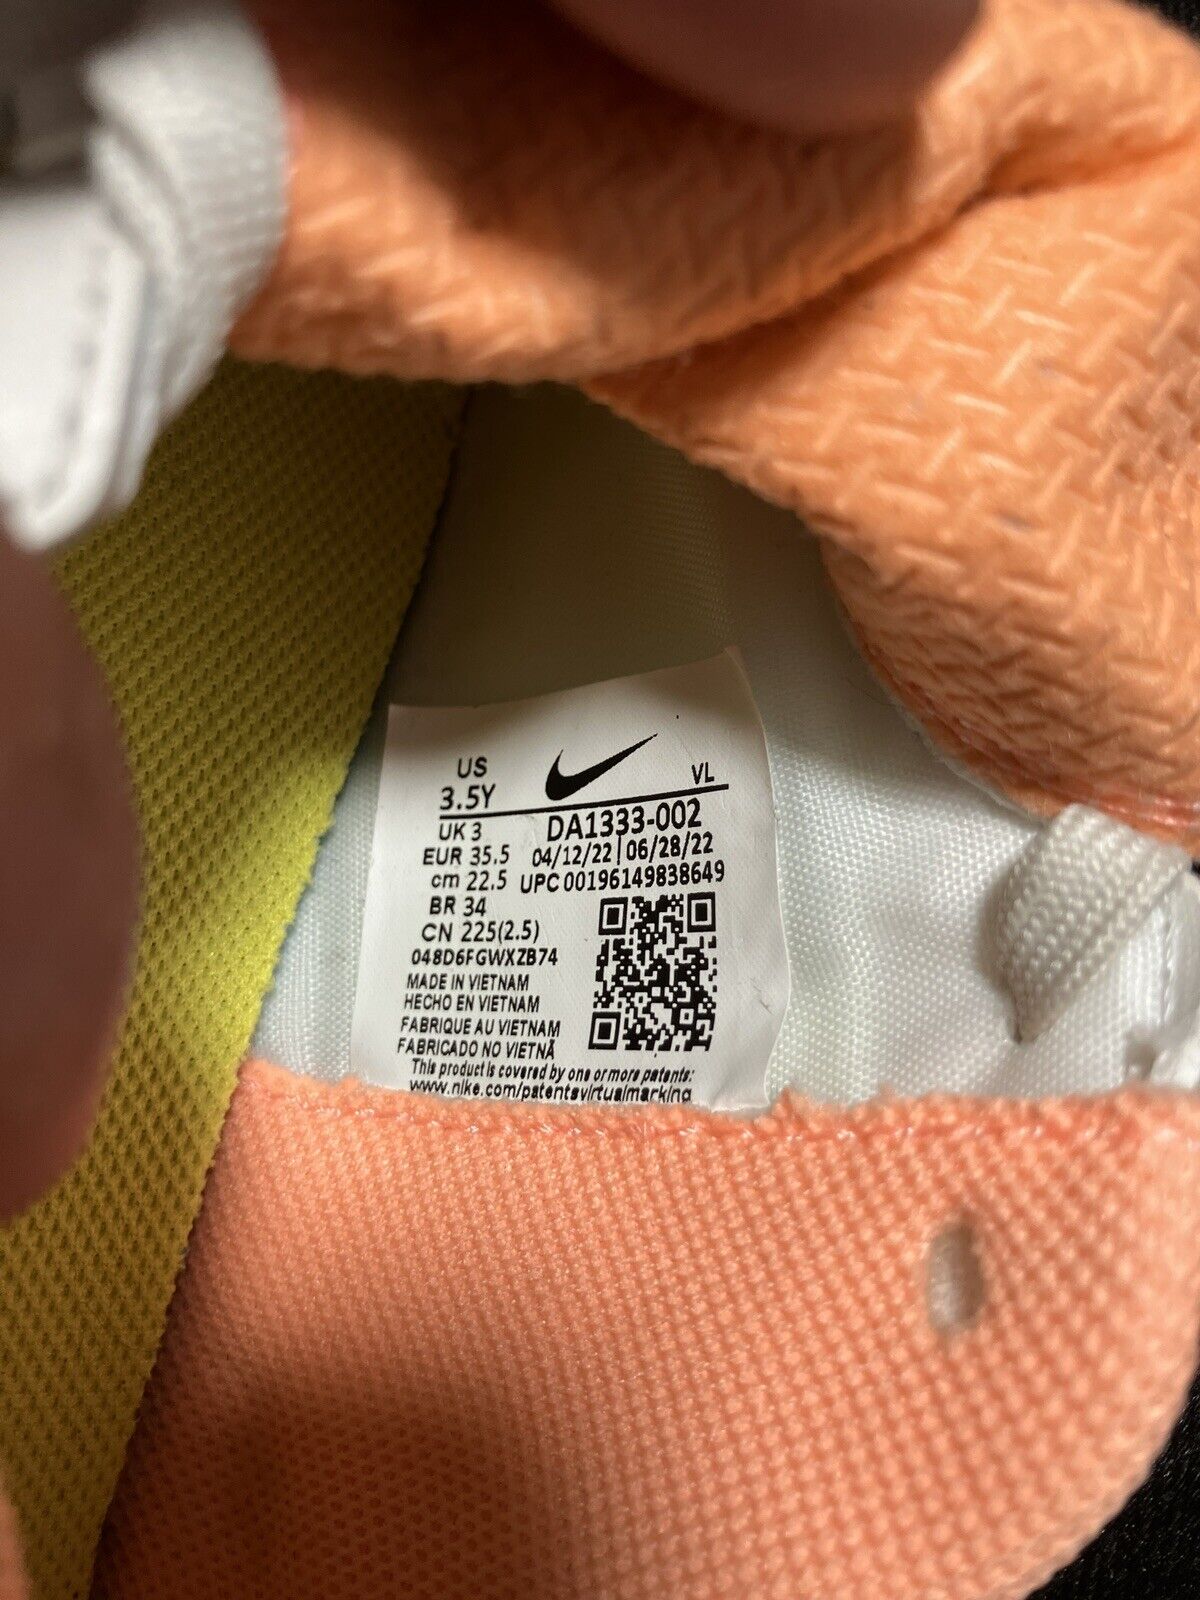 US
3.5Y
VL
UK 3
DA1333-002
EUR 35.5
04/12/22 | 06/28/22
cm 22.5
UPC 00196149838649
BR 34
CN 225(2.5)
048D6FGWXZB74
MADE IN VIETNAM
HECHO EN VIETNAM
FABRIQUE AU VIETNAM
FABRICADO NO VIETNÃ
This product is covered by one or more patents:
www.nike.com/patentsvirtualmarking